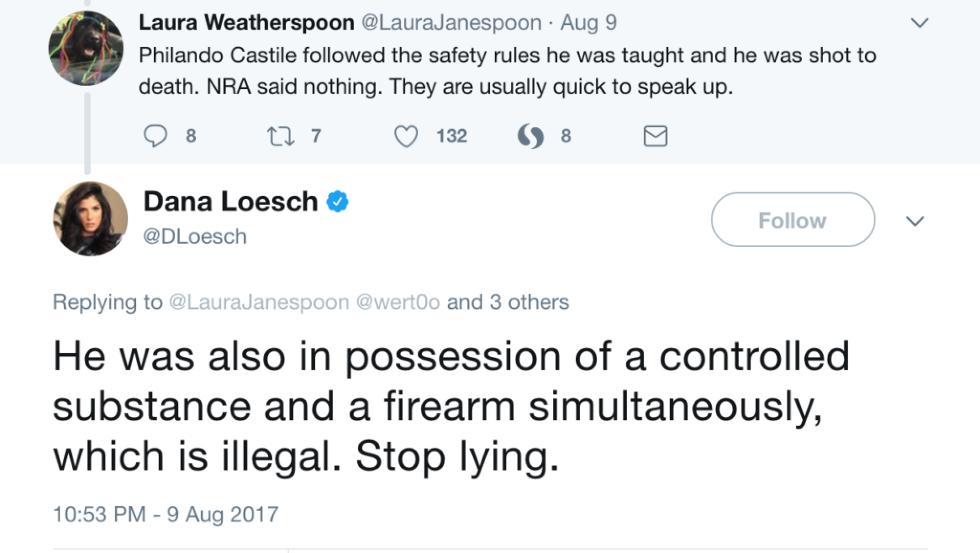 Laura Weatherspoon @LauraJanespoon · Aug 9
Philando Castile followed the safety rules he was taught and he was shot to
death. NRA said nothing. They are usually quick to speak up.
8 7 132 8
Dana Loesch
@DLoesch
Follow
Replying to @LauraJanespoon @wert0o and 3 others
He was also in possession of a controlled
substance and a firearm simultaneously,
which is illegal. Stop lying.
10:53 PM - 9 Aug 2017